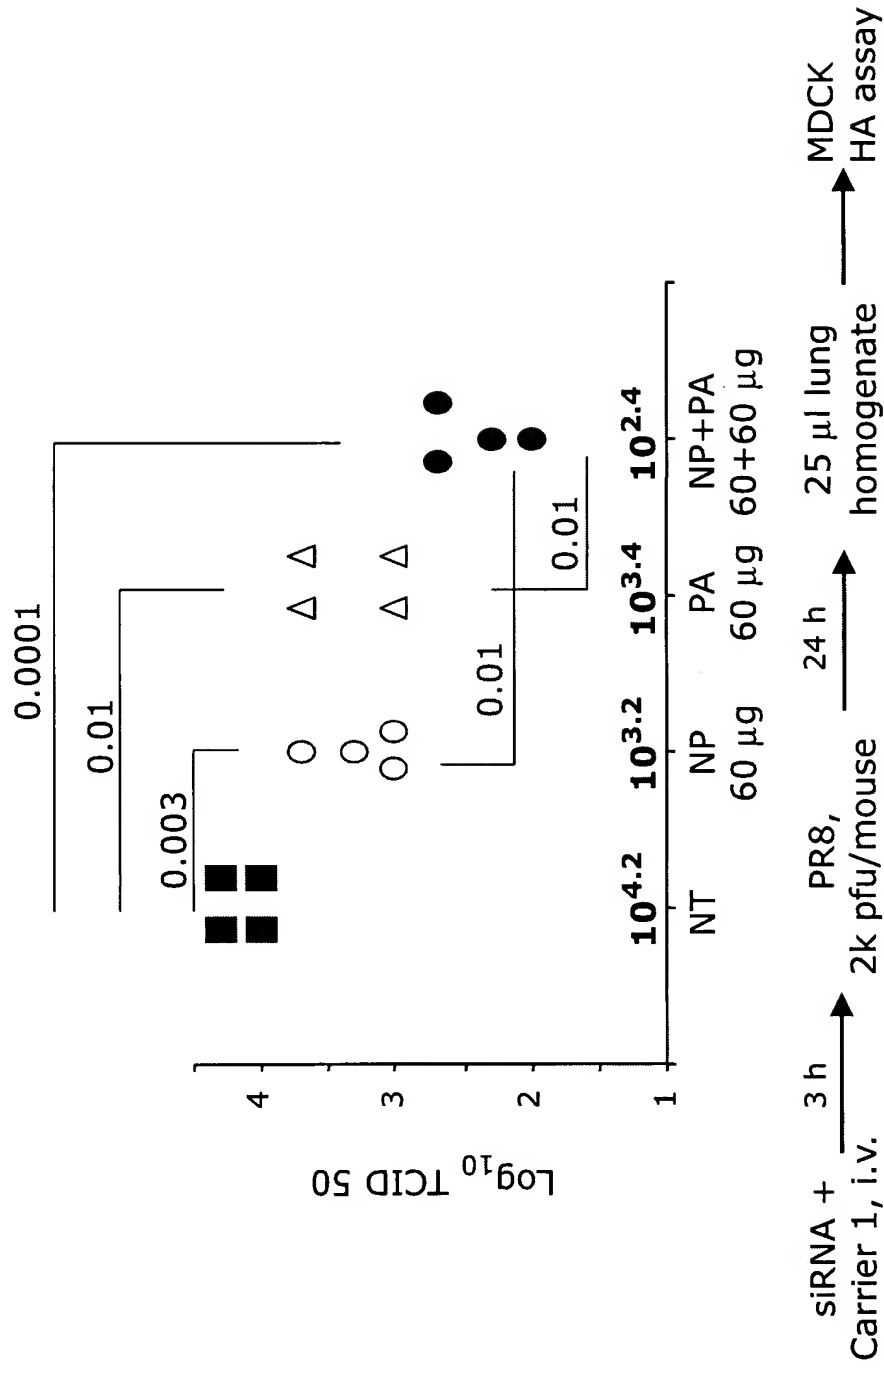 0.0001
0.01
0.003
0.01
0.01
Log10 TCID 50
4
3
2
1
10^4.2
10^3.2
10^3.4
10^2.4
NT
NP
PA
NP+PA
60 µg
60 µg
60+60 µg
siRNA +
Carrier 1, i.v.
3 h
PR8,
2k pfu/mouse
24 h
25 µl lung
homogenate
MDCK
HA assay